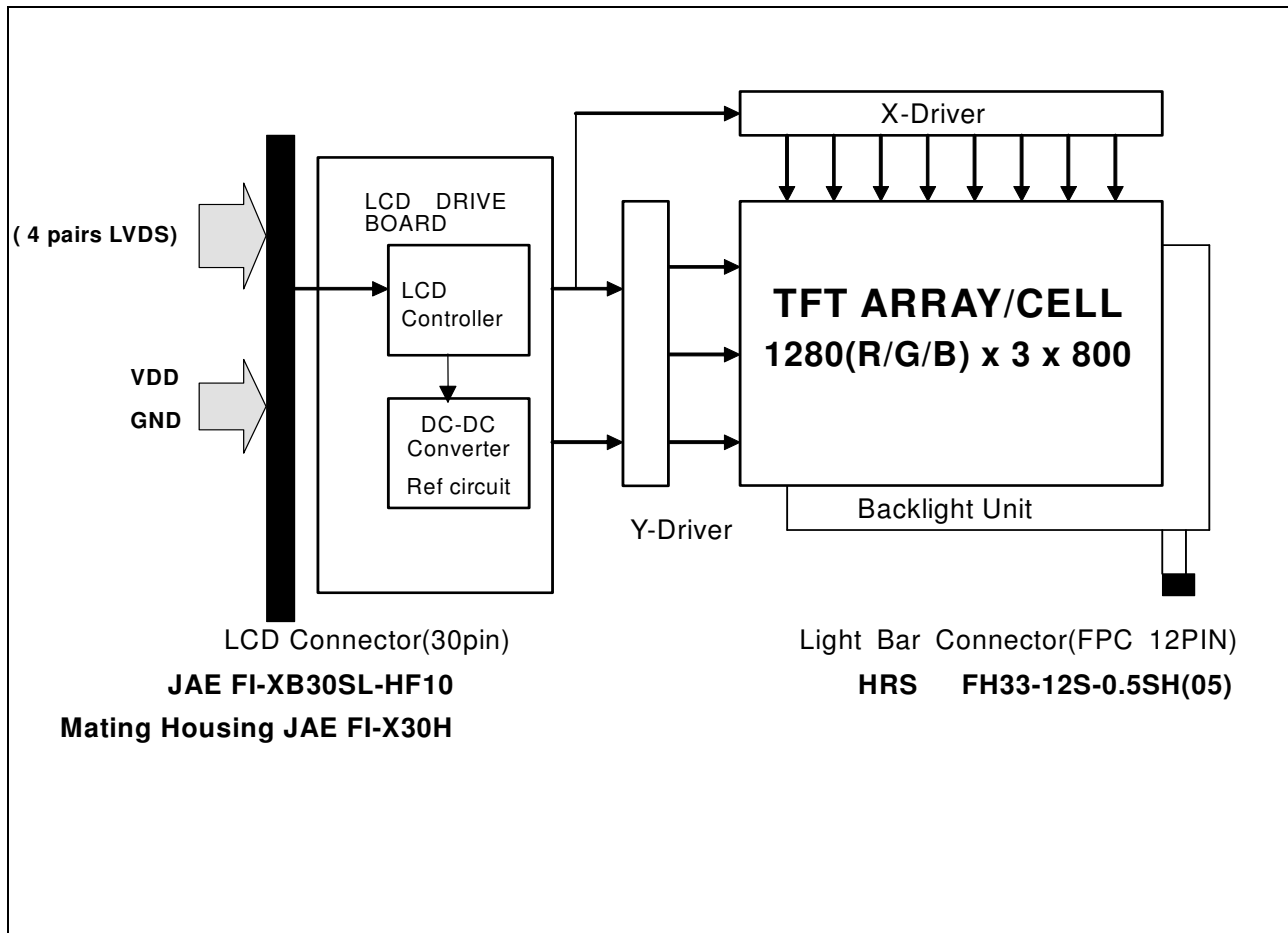 X-Driver
LCD DRIVE
BOARD
( 4 pairs LVDS)
LCD
Controller
TFT ARRAY/CELL
1280(R/G/B) x 3 x 800
VDD
GND
DC-DC
Converter
Ref circuit
Y-Driver
Backlight Unit
LCD Connector(30pin)
JAE FI-XB30SL-HF10
Mating Housing JAE FI-X30H
Light Bar Connector(FPC 12PIN)
HRS FH33-12S-0.5SH(05)